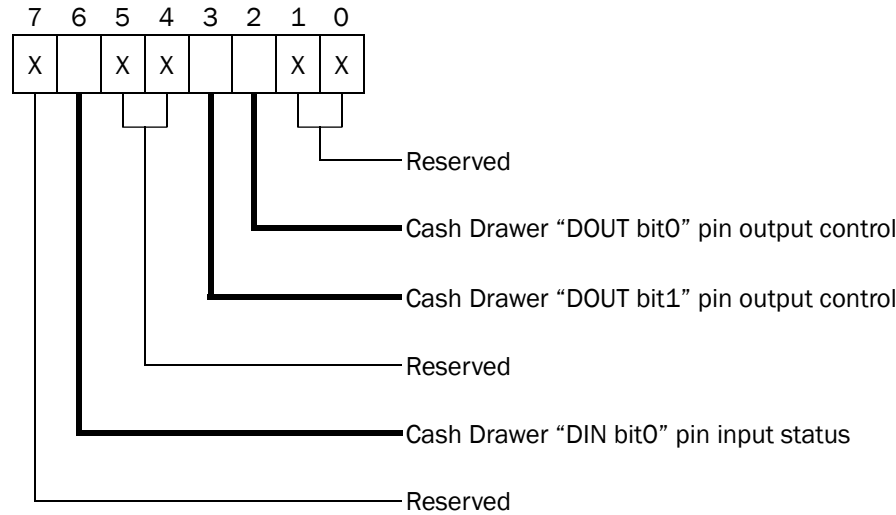 7 6 5 4 3 2 1 0
X X X X X
Reserved
Cash Drawer “DOUT bit0” pin output control
Cash Drawer “DOUT bit1” pin output control
Reserved
Cash Drawer “DIN bit0” pin input status
Reserved